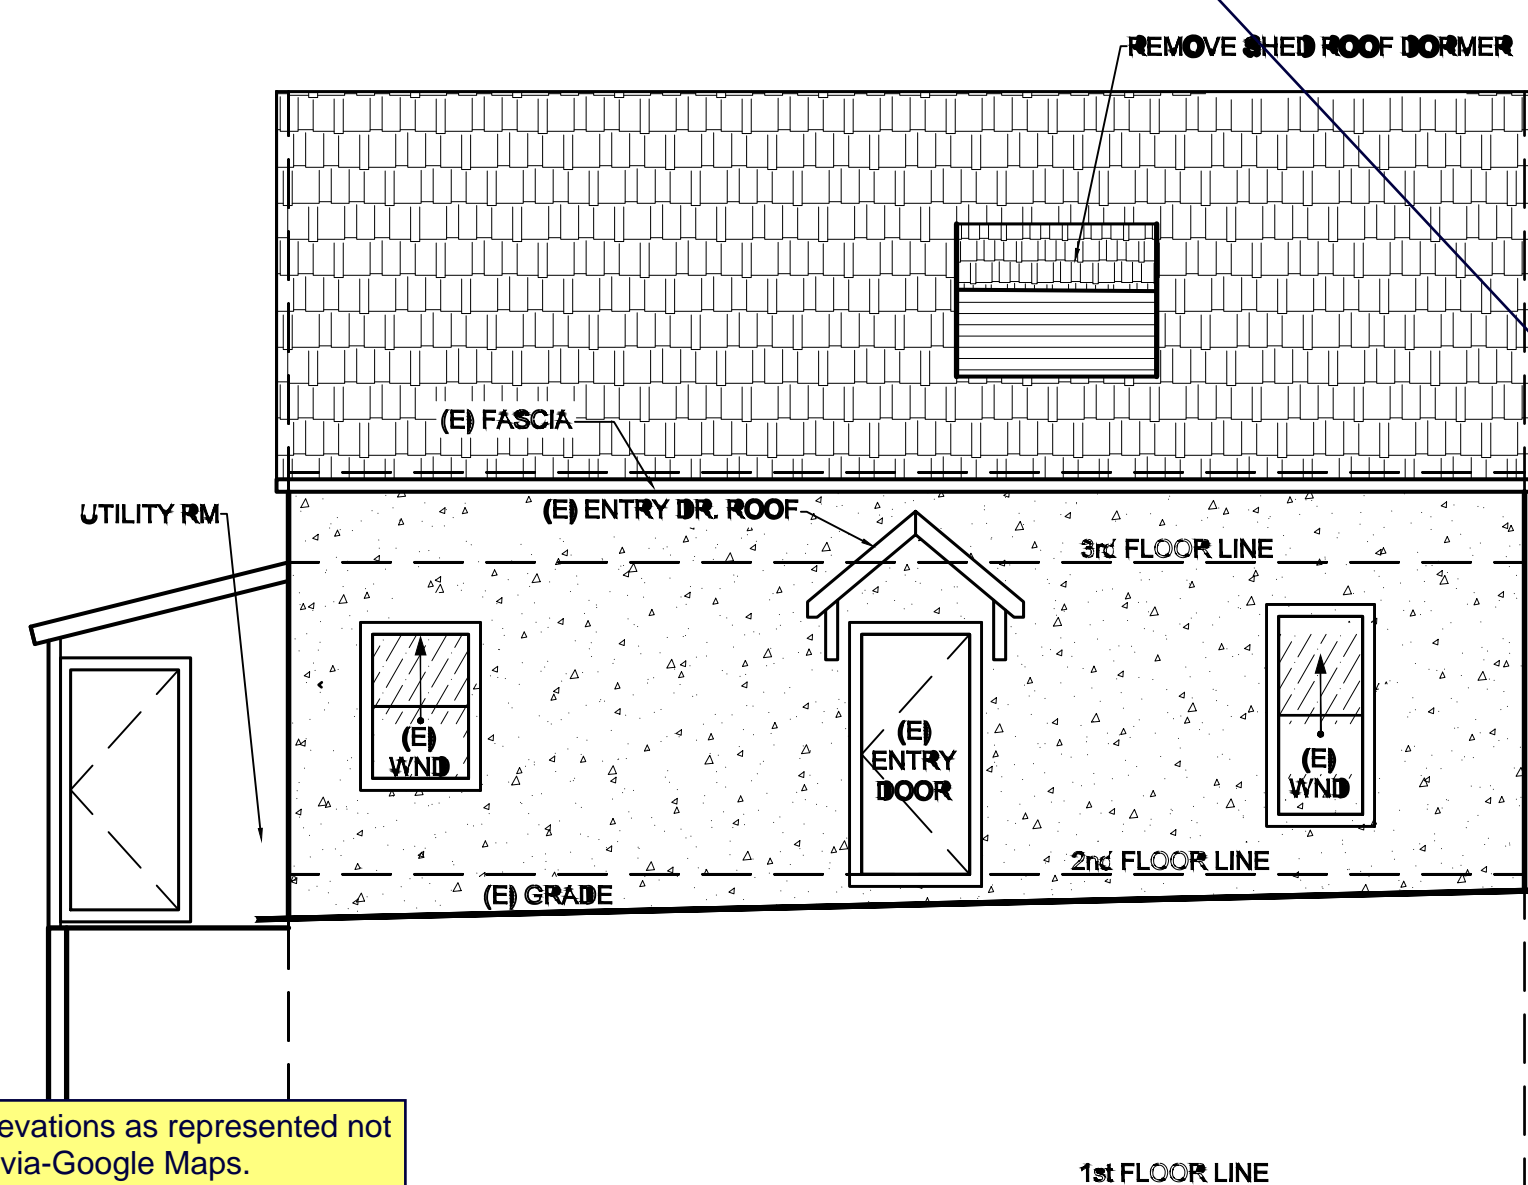 REMOVE SHED ROOF DORMER
(E) FASCIA
(E) ENTRY DR. ROOF
UTILITY RM
3rd FLOOR LINE
(E)
WND
(E)
ENTRY
DOOR
(E)
WND
2nd FLOOR LINE
(E) GRADE
evations as represented not
via-Google Maps.
1st FLOOR LINE